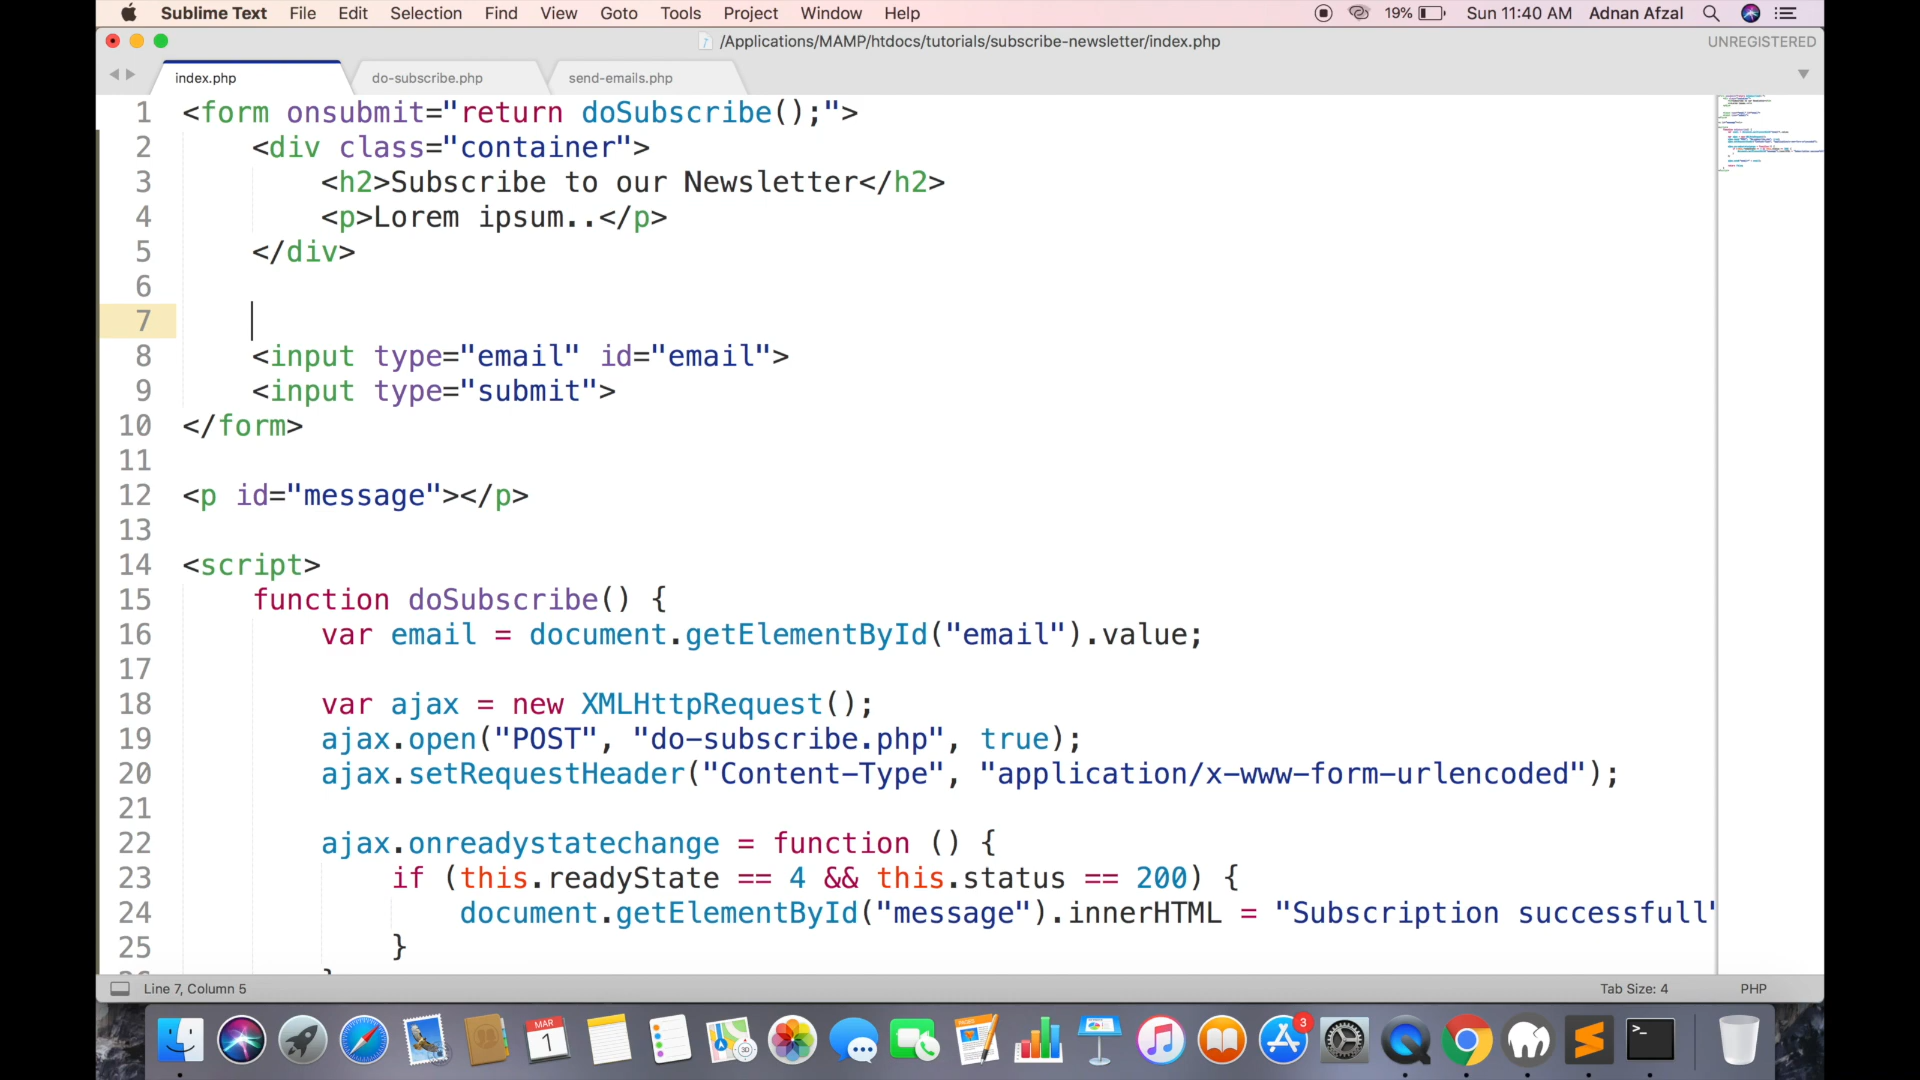 Sublime Text File Edit Selection Find View Goto Tools Project Window Help 19% Sun 11:40 AM Adnan Afzal
/Applications/MAMP/htdocs/tutorials/subscribe-newsletter/index.php UNREGISTERED
index.php do-subscribe.php send-emails.php
1 <form onsubmit="return doSubscribe();">
2 <div class="container">
3 <h2>Subscribe to our Newsletter</h2>
4 <p>Lorem ipsum..</p>
5 </div>
6
7
8 <input type="email" id="email">
9 <input type="submit">
10 </form>
11
12 <p id="message"></p>
13
14 <script>
15 function doSubscribe() {
16 var email = document.getElementById("email").value;
17
18 var ajax = new XMLHttpRequest();
19 ajax.open("POST", "do-subscribe.php", true);
20 ajax.setRequestHeader("Content-Type", "application/x-www-form-urlencoded");
21
22 ajax.onreadystatechange = function () {
23 if (this.readyState == 4 && this.status == 200) {
24 document.getElementById("message").innerHTML = "Subscription successfull"
25 }
Line 7, Column 5 Tab Size: 4 PHP
MAR
1
3